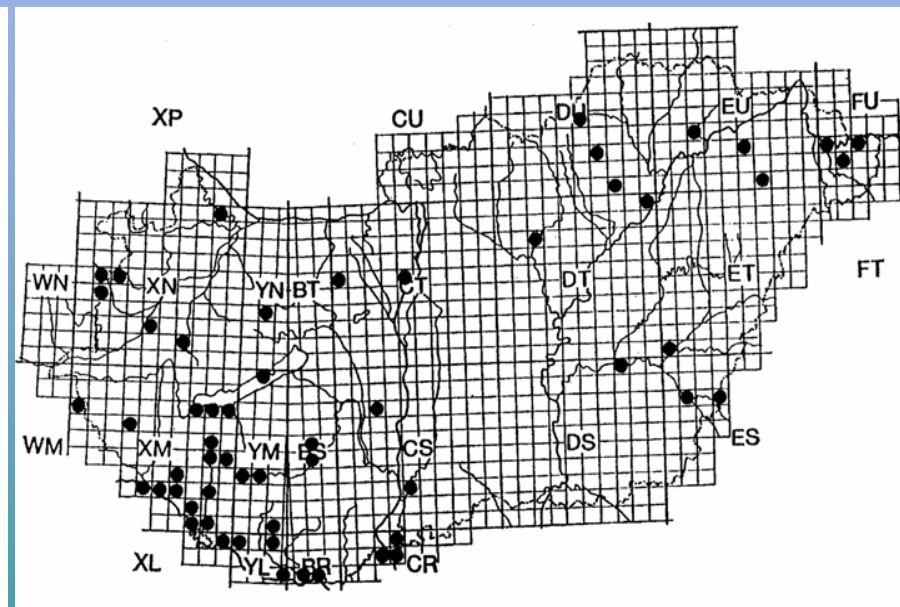 XP CU DU EU FU
WN XN YN BT CT DT ET FT
WM XM YM BS CS DS ES
XL YL BR CR